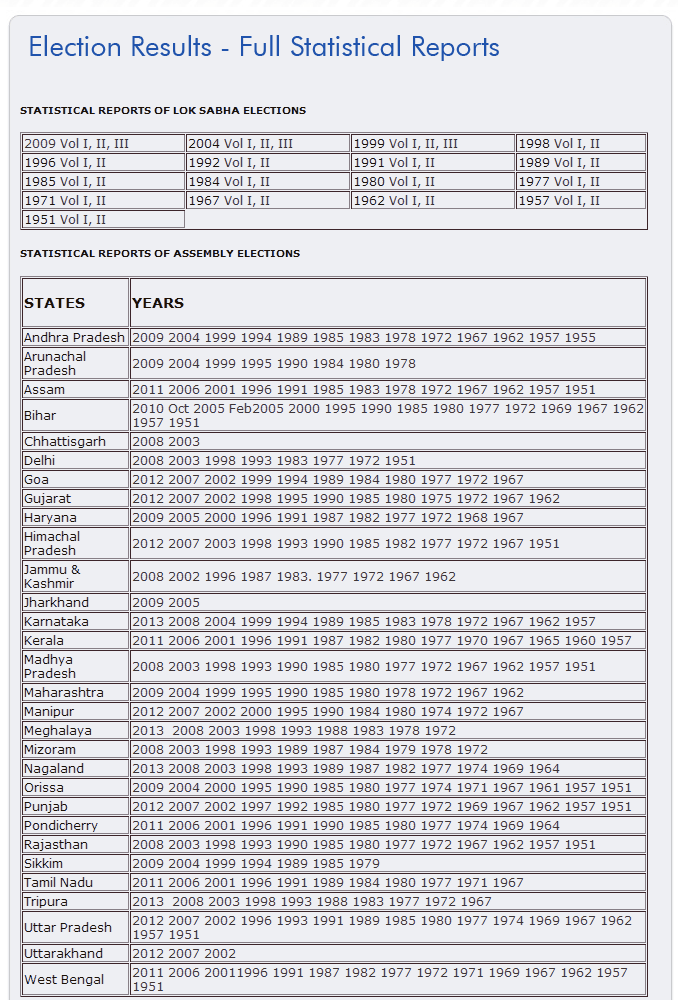 Election Results - Full Statistical Reports
STATISTICAL REPORTS OF LOK SABHA ELECTIONS
2009 Vol I, II, III 2004 Vol I, II, III 1999 Vol I, II, III 1998 Vol I, II
1996 Vol I, II 1992 Vol I, II 1991 Vol I, II 1989 Vol I, II
1985 Vol I, II 1984 Vol I, II 1980 Vol I, II 1977 Vol I, II
1971 Vol I, II 1967 Vol I, II 1962 Vol I, II 1957 Vol I, II
1951 Vol I, II
STATISTICAL REPORTS OF ASSEMBLY ELECTIONS
STATES YEARS
Andhra Pradesh 2009 2004 1999 1994 1989 1985 1983 1978 1972 1967 1962 1957 1955
Arunachal
Pradesh 2009 2004 1999 1995 1990 1984 1980 1978
Assam 2011 2006 2001 1996 1991 1985 1983 1978 1972 1967 1962 1957 1951
Bihar 2010 Oct 2005 Feb2005 2000 1995 1990 1985 1980 1977 1972 1969 1967 1962
1957 1951
Chhattisgarh 2008 2003
Delhi 2008 2003 1998 1993 1983 1977 1972 1951
Goa 2012 2007 2002 1999 1994 1989 1984 1980 1977 1972 1967
Gujarat 2012 2007 2002 1998 1995 1990 1985 1980 1975 1972 1967 1962
Haryana 2009 2005 2000 1996 1991 1987 1982 1977 1972 1968 1967
Himachal
Pradesh 2012 2007 2003 1998 1993 1990 1985 1982 1977 1972 1967 1951
Jammu &
Kashmir 2008 2002 1996 1987 1983. 1977 1972 1967 1962
Jharkhand 2009 2005
Karnataka 2013 2008 2004 1999 1994 1989 1985 1983 1978 1972 1967 1962 1957
Kerala 2011 2006 2001 1996 1991 1987 1982 1980 1977 1970 1967 1965 1960 1957
Madhya
Pradesh 2008 2003 1998 1993 1990 1985 1980 1977 1972 1967 1962 1957 1951
Maharashtra 2009 2004 1999 1995 1990 1985 1980 1978 1972 1967 1962
Manipur 2012 2007 2002 2000 1995 1990 1984 1980 1974 1972 1967
Meghalaya 2013 2008 2003 1998 1993 1988 1983 1978 1972
Mizoram 2008 2003 1998 1993 1989 1987 1984 1979 1978 1972
Nagaland 2013 2008 2003 1998 1993 1989 1987 1982 1977 1974 1969 1964
Orissa 2009 2004 2000 1995 1990 1985 1980 1977 1974 1971 1967 1961 1957 1951
Punjab 2012 2007 2002 1997 1992 1985 1980 1977 1972 1969 1967 1962 1957 1951
Pondicherry 2011 2006 2001 1996 1991 1990 1985 1980 1977 1974 1969 1964
Rajasthan 2008 2003 1998 1993 1990 1985 1980 1977 1972 1967 1962 1957 1951
Sikkim 2009 2004 1999 1994 1989 1985 1979
Tamil Nadu 2011 2006 2001 1996 1991 1989 1984 1980 1977 1971 1967
Tripura 2013 2008 2003 1998 1993 1988 1983 1977 1972 1967
Uttar Pradesh 2012 2007 2002 1996 1993 1991 1989 1985 1980 1977 1974 1969 1967 1962
1957 1951
Uttarakhand 2012 2007 2002
West Bengal 2011 2006 20011996 1991 1987 1982 1977 1972 1971 1969 1967 1962 1957
1951